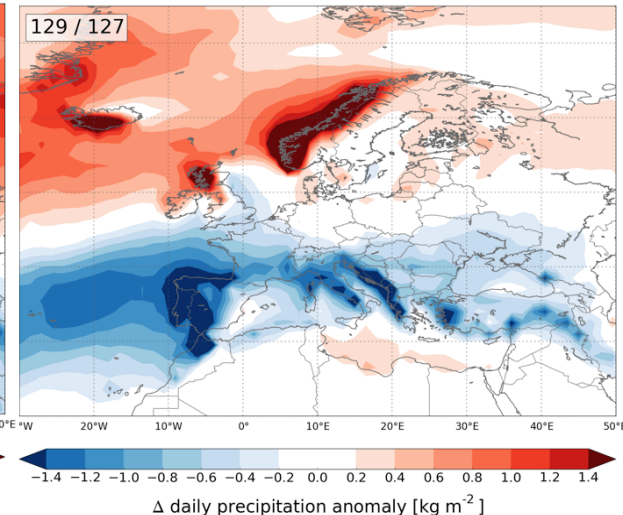 129 / 127
0°E
°W 20°W 10°W 0° 10°E 20°E 30°E 40°E 50°E
−1.4 −1.2 −1.0 −0.8 −0.6 −0.4 −0.2 0.0 0.2 0.4 0.6 0.8 1.0 1.2 1.4
Δ daily precipitation anomaly [kg m⁻²]